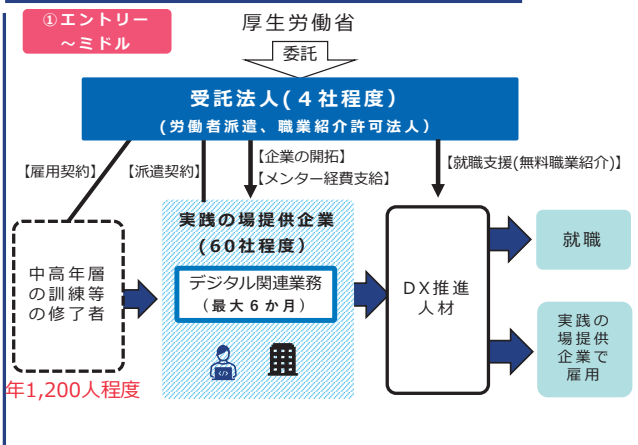 ①エントリー
～ミドル
厚生労働省
委託
受託法人(４社程度）
(労働者派遣、職業紹介許可法人）
【雇用契約】
【派遣契約】
【企業の開拓】
【メンター経費支給】
【就職支援(無料職業紹介)】
中高年層
の訓練等
の修了者
年1,200人程度
実践の場提供企業
(60社程度）
デジタル関連業務
（最大６か月）
DX推進
人材
就職
実践の
場提供
企業で
雇用